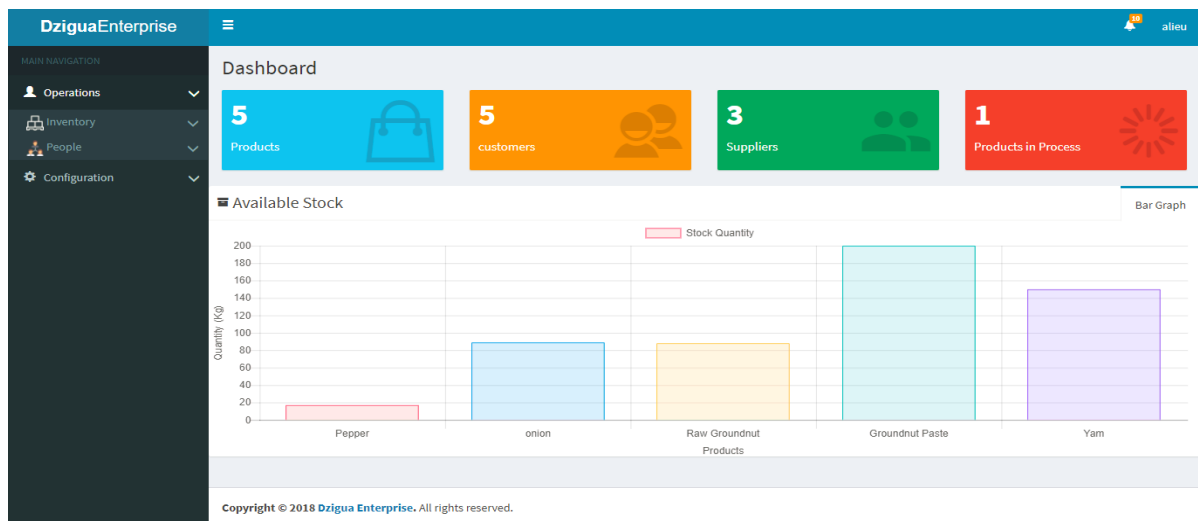 DziguaEnterprise
10
alieu
MAIN NAVIGATION
Operations
Inventory
People
Configuration
Dashboard
5
Products
5
customers
3
Suppliers
1
Products in Process
Available Stock
Bar Graph
Stock Quantity
Quantity (Kg)
200
180
160
140
120
100
80
60
40
20
0
Pepper onion Raw Groundnut Groundnut Paste Yam
Products
Copyright © 2018 Dzigua Enterprise. All rights reserved.